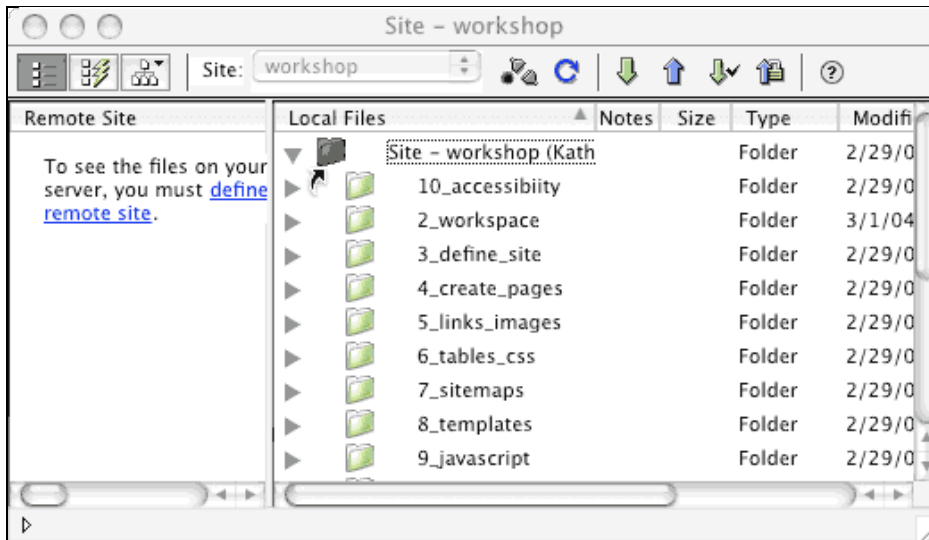 Site – workshop
Site: workshop
Remote Site
To see the files on your
server, you must define
remote site.
Local Files Notes Size Type Modifi
Site – workshop (Kath Folder 2/29/0
10_accessibiity Folder 2/29/0
2_workspace Folder 3/1/04
3_define_site Folder 2/29/0
4_create_pages Folder 2/29/0
5_links_images Folder 2/29/0
6_tables_css Folder 2/29/0
7_sitemaps Folder 2/29/0
8_templates Folder 2/29/0
9_javascript Folder 2/29/0